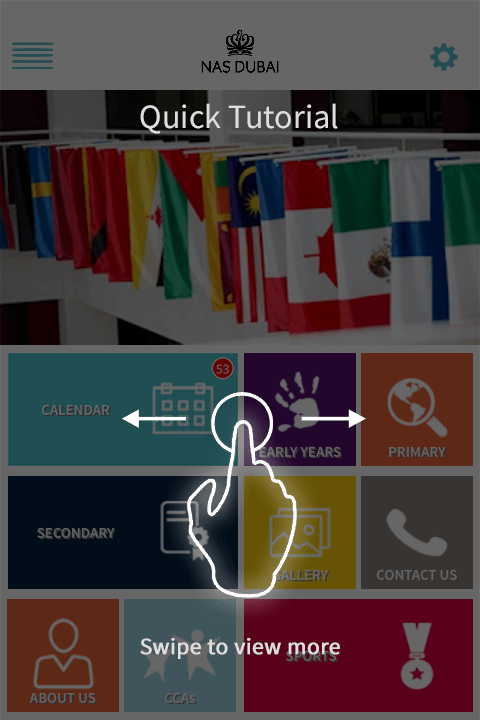 NAS DUBAI
Quick Tutorial
53
CALENDAR
EARLY YEARS
PRIMARY
SECONDARY
GALLERY
CONTACT US
Swipe to view more
SPORTS
ABOUT US
CCAs